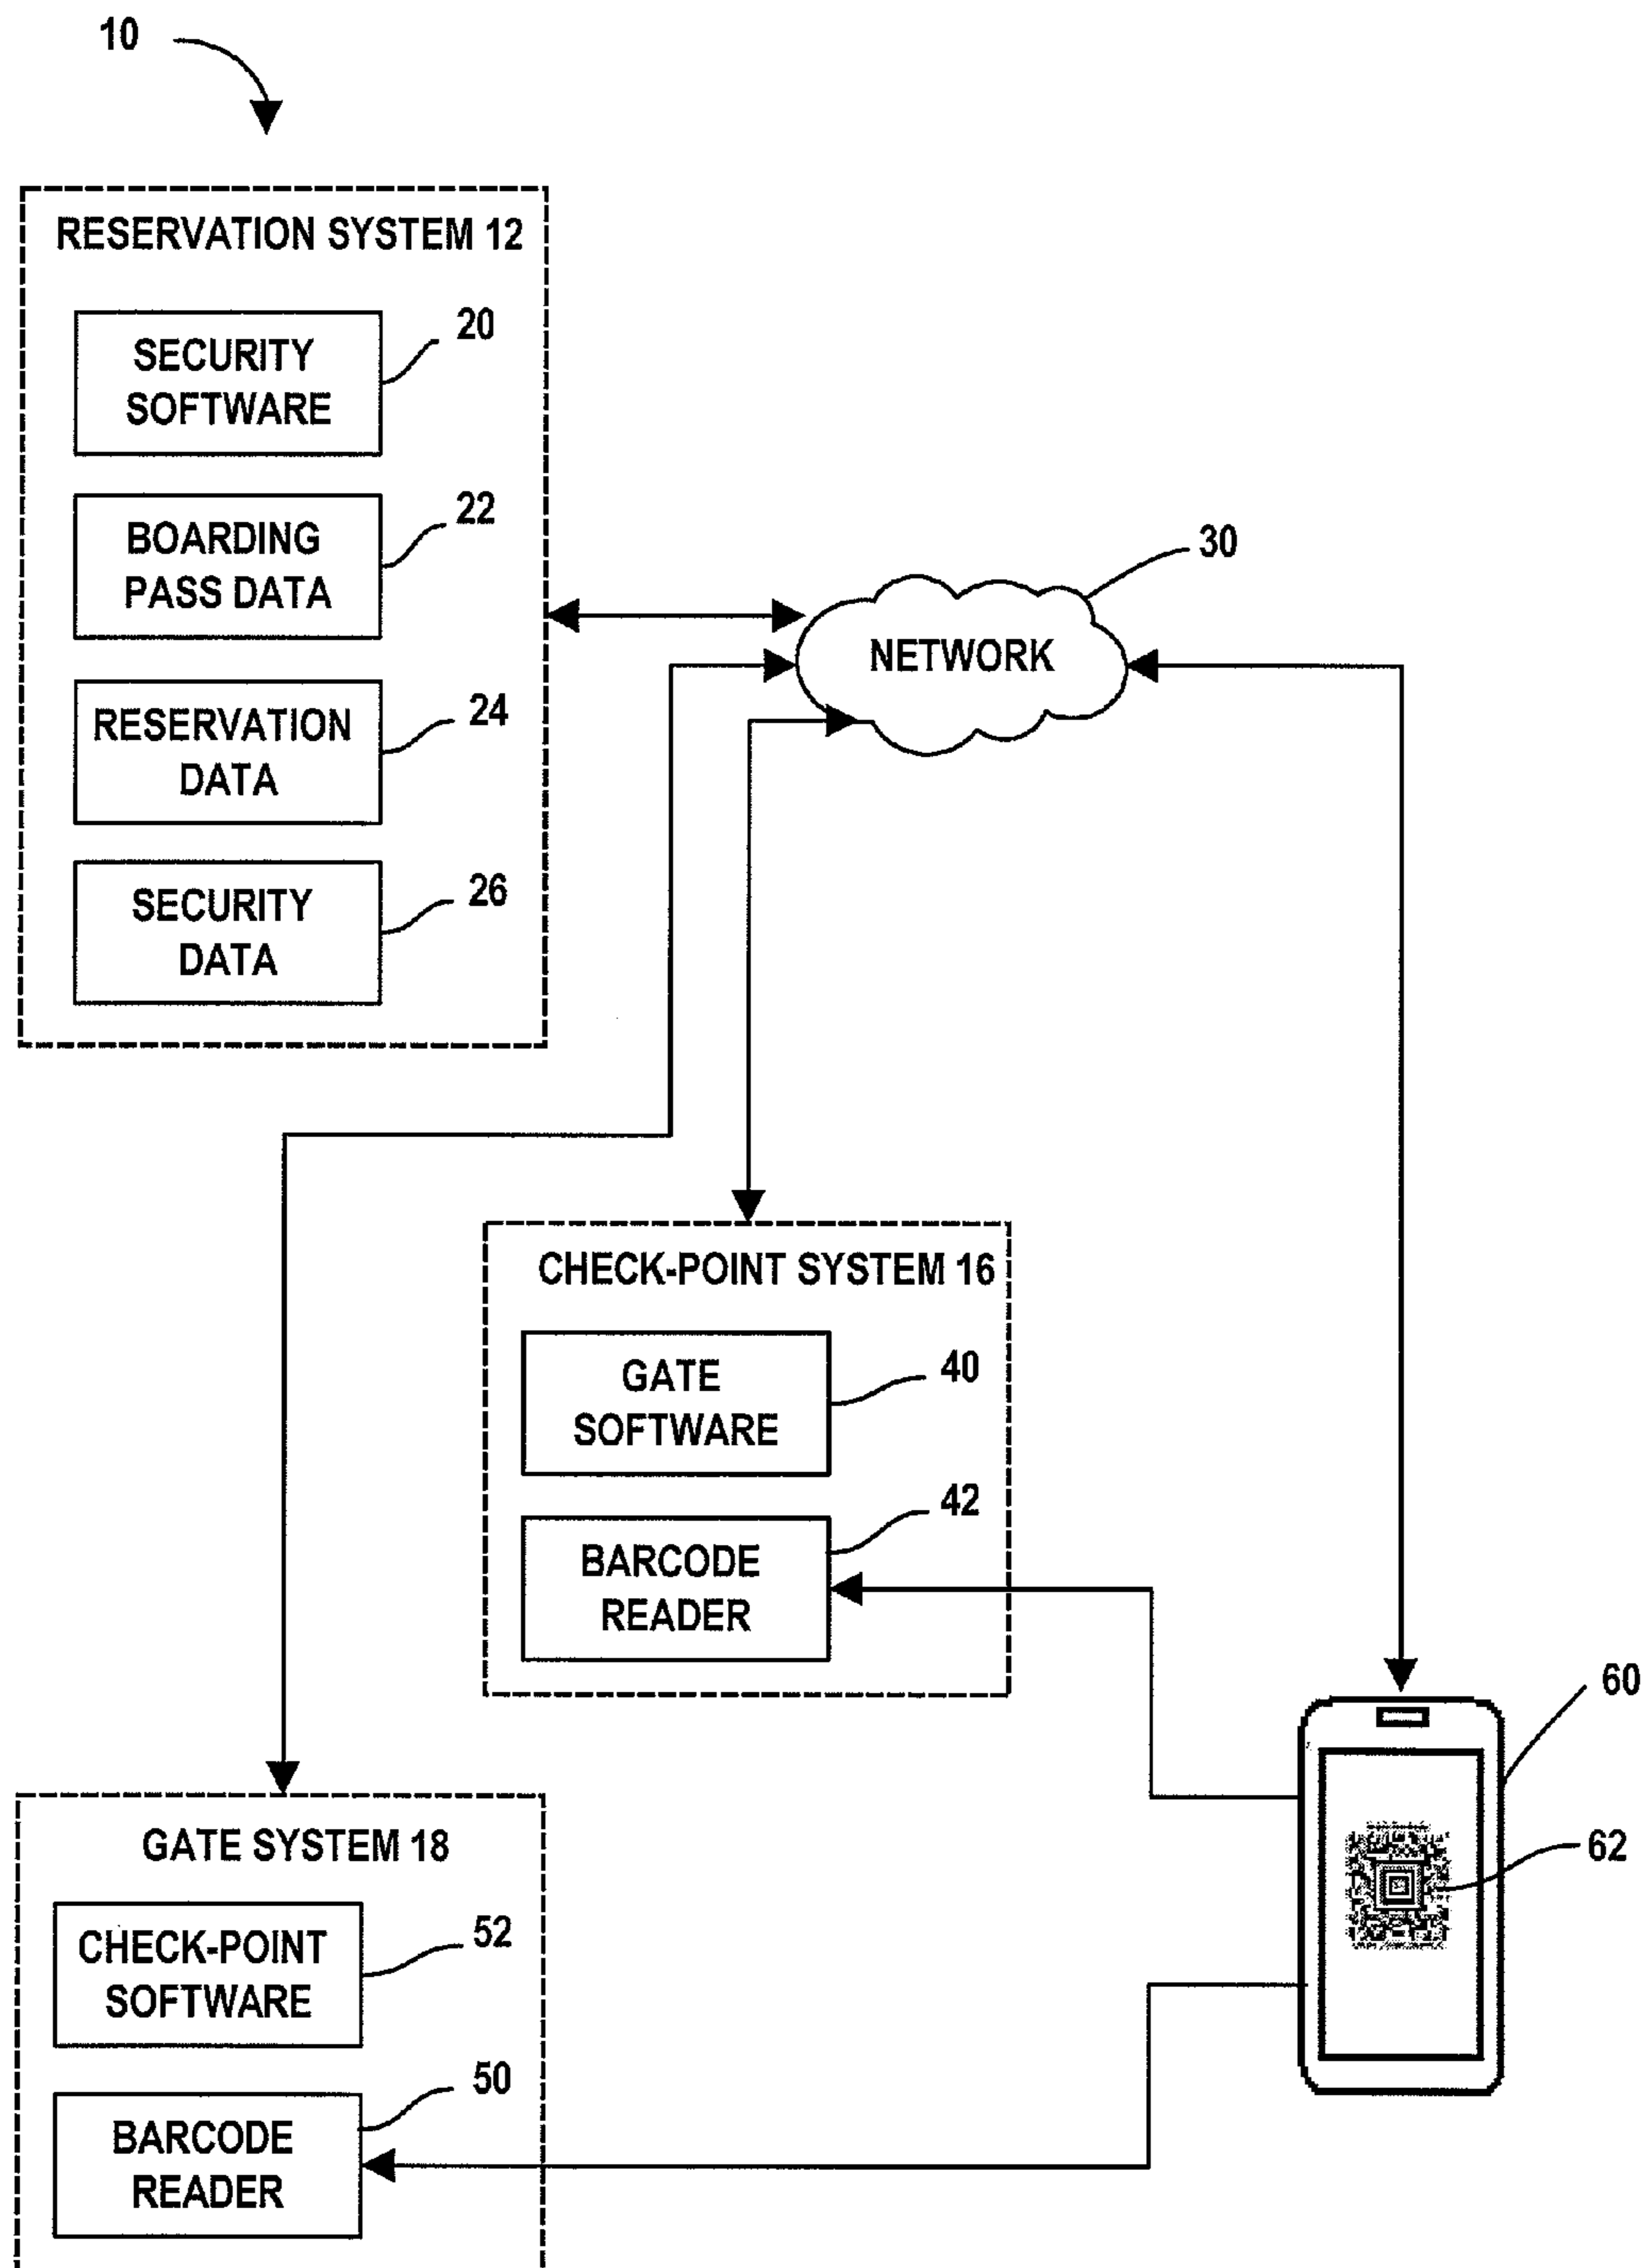 10
RESERVATION SYSTEM 12
SECURITY
SOFTWARE
20
BOARDING
PASS DATA
22
RESERVATION
DATA
24
SECURITY
DATA
26
NETWORK
30
CHECK-POINT SYSTEM 16
GATE
SOFTWARE
40
BARCODE
READER
42
GATE SYSTEM 18
CHECK-POINT
SOFTWARE
52
BARCODE
READER
50
60
62